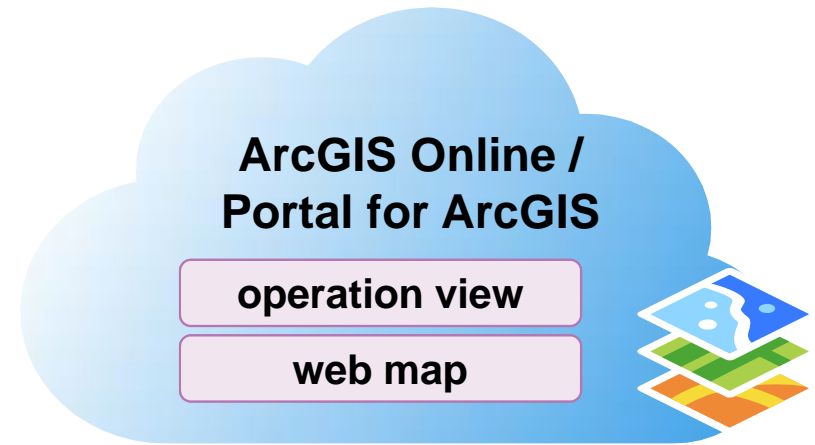 ArcGIS Online /
Portal for ArcGIS
operation view
web map